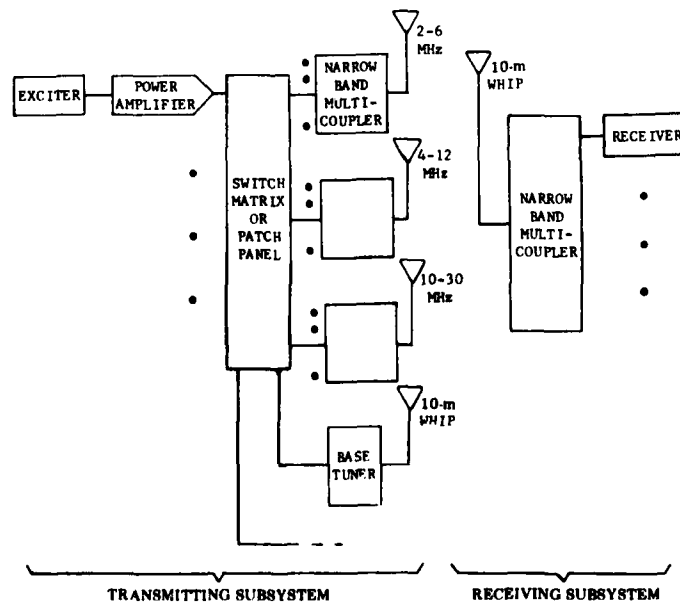 EXCITER
POWER
AMPLIFIER
SWITCH
MATRIX
OR
PATCH
PANEL
NARROW
BAND
MULTI-
COUPLER
2-6
MHz
4-12
MHz
10-30
MHz
BASE
TUNER
10-m
WHIP
TRANSMITTING SUBSYSTEM
10-m
WHIP
NARROW
BAND
MULTI-
COUPLER
RECEIVER
RECEIVING SUBSYSTEM